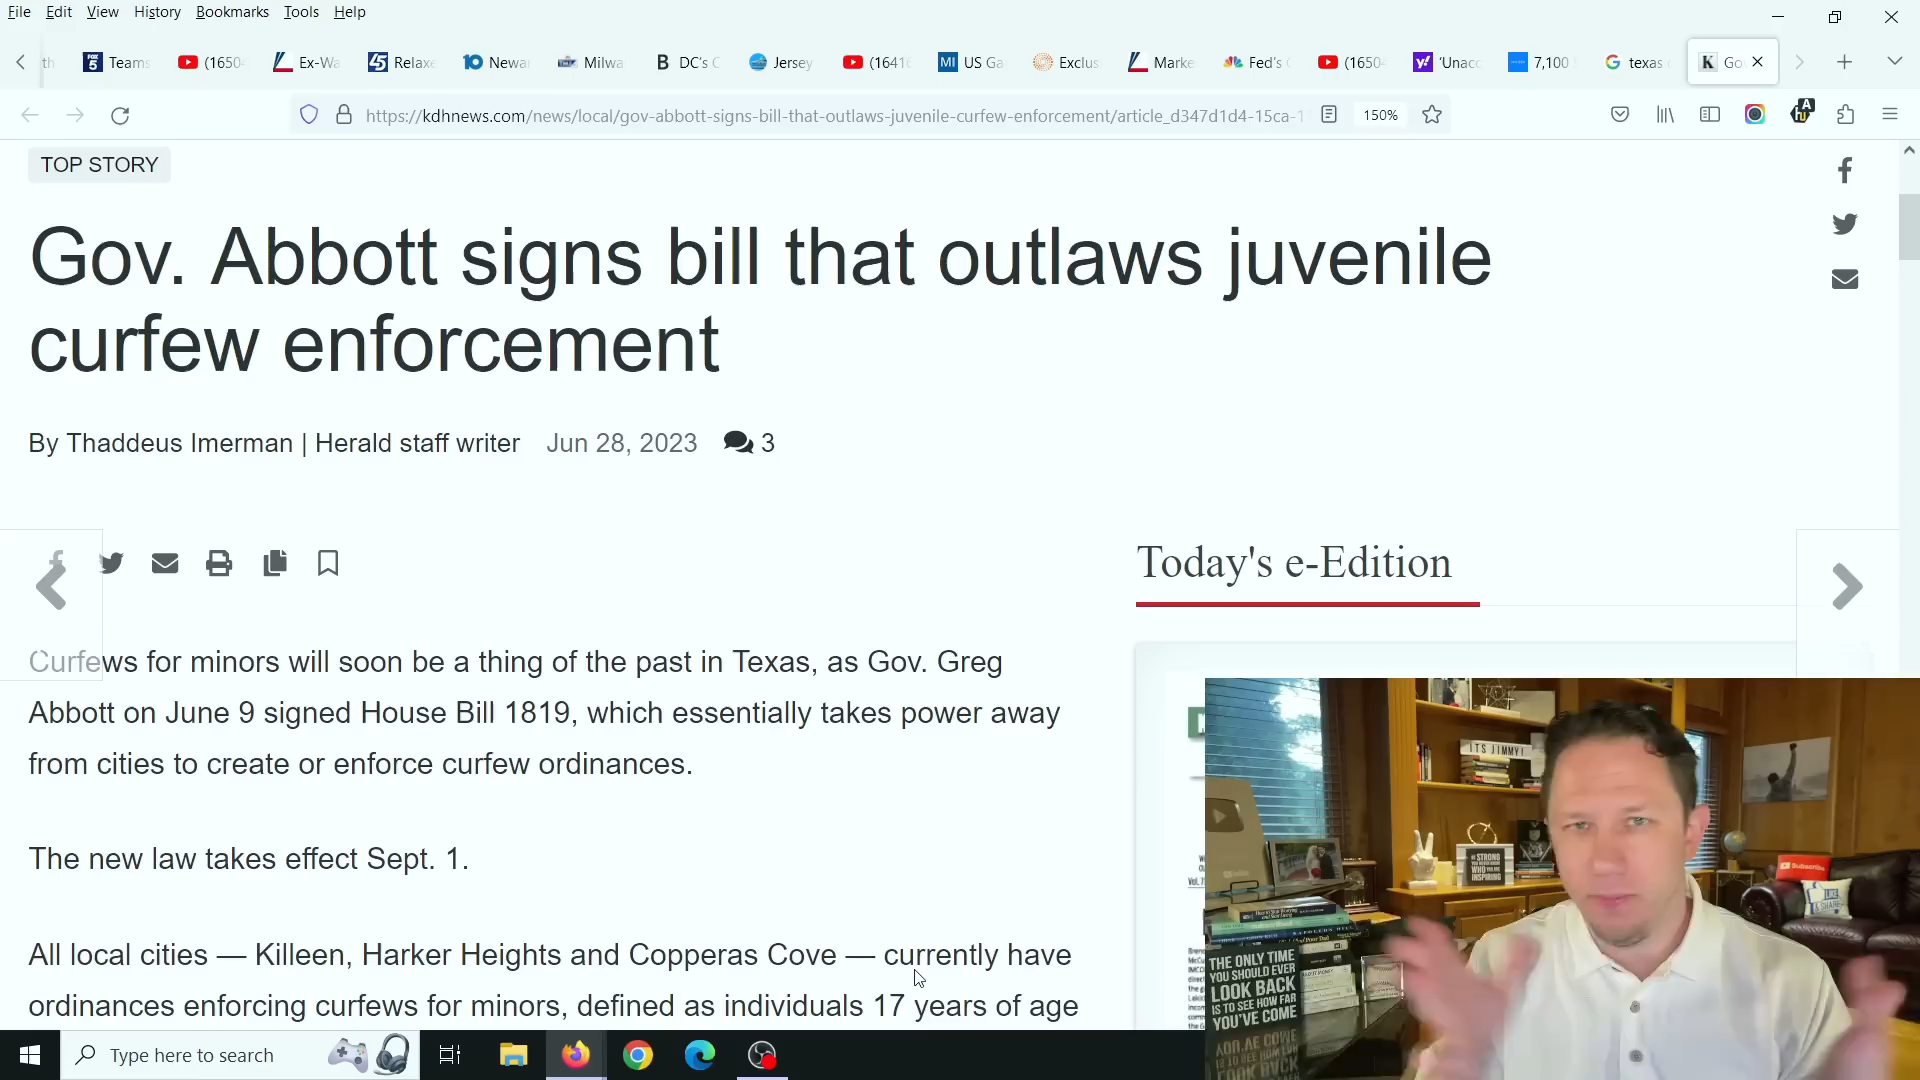 File Edit View History Bookmarks Tools Help
th Teams (1650 Ex-Wa Relaxe Newa Milwa DC's C Jersey (1641 US Ga Exclus Marke Fed's 'Unacc 7,100 texas Go
https://kdhnews.com/news/local/gov-abbott-signs-bill-that-outlaws-juvenile-curfew-enforcement/article_d347d1d4-15ca-1 150%
TOP STORY
Gov. Abbott signs bill that outlaws juvenile
curfew enforcement
By Thaddeus Imerman | Herald staff writer Jun 28, 2023 3
Today's e-Edition
Curfews for minors will soon be a thing of the past in Texas, as Gov. Greg
Abbott on June 9 signed House Bill 1819, which essentially takes power away
from cities to create or enforce curfew ordinances.
The new law takes effect Sept. 1.
All local cities — Killeen, Harker Heights and Copperas Cove — currently have
ordinances enforcing curfews for minors, defined as individuals 17 years of age
ITS JIMMY!
Subscribe
LIKE
& SHARE
THE ONLY TIME
YOU SHOULD EVER
LOOK BACK
IS TO SEE HOW FAR
YOU'VE COME
Type here to search